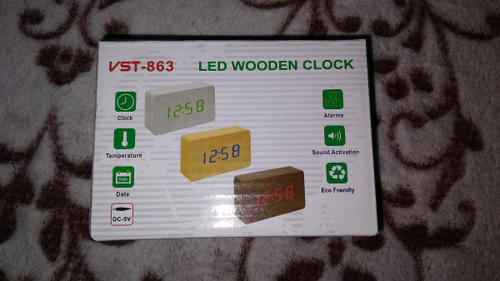 VST-863
LED WOODEN CLOCK
Clock
Temperature
Date
DC-5V
12:58
12:58
12:58
Alarms
Sound Activation
Eco Friendly